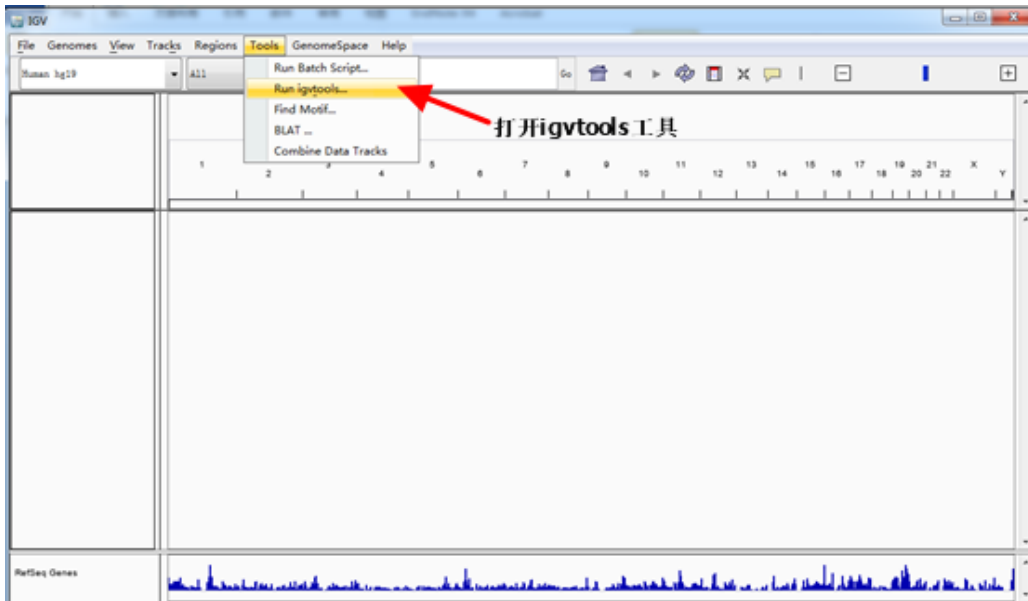 IGV
File Genomes View Tracks Regions Tools GenomeSpace Help
Human hg19 All Go
Run Batch Script...
Run igvtools...
Find Motif...
BLAT ...
Combine Data Tracks
打开igvtools工具
1 3 5 7 9 11 13 15 17 19 21 X
2 4 6 8 10 12 14 16 18 20 22 Y
RefSeq Genes